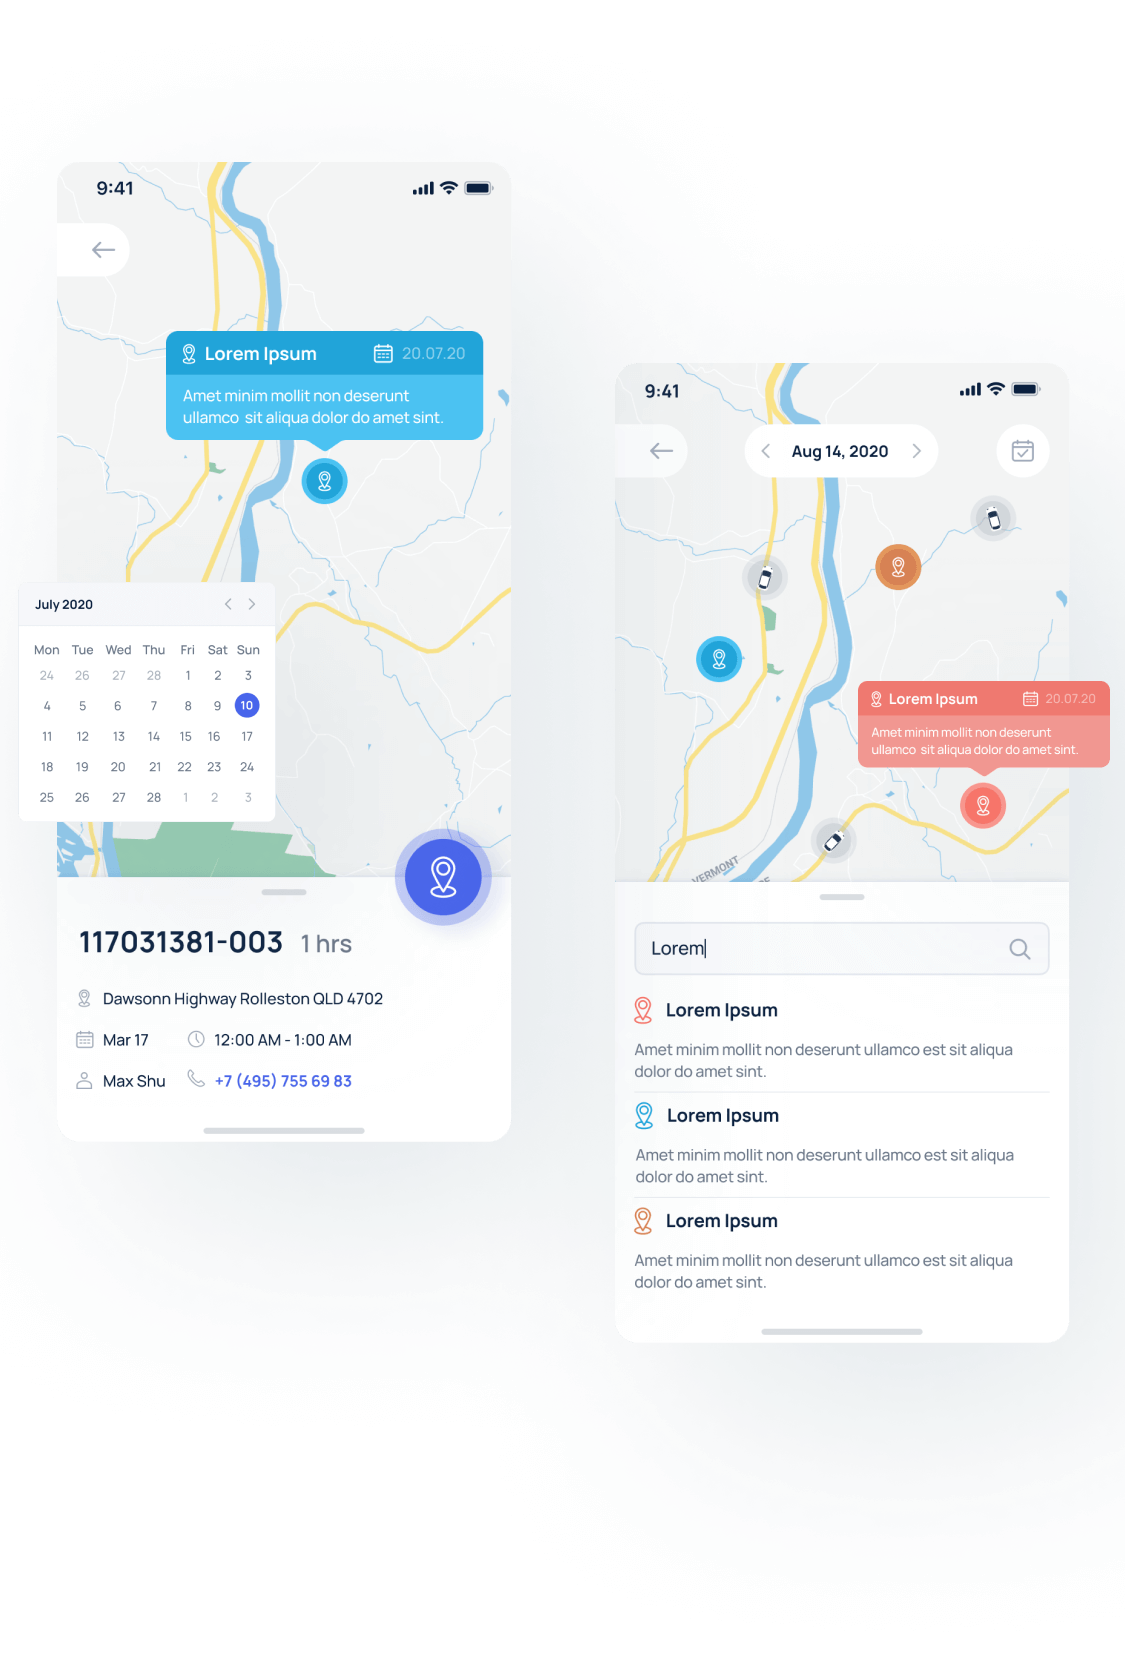 9:41
Lorem Ipsum 20.07.20
Amet minim mollit non deserunt
ullamco sit aliqua dolor do amet sint.
July 2020
Mon Tue Wed Thu Fri Sat Sun
24 26 27 28 1 2 3
4 5 6 7 8 9 10
11 12 13 14 15 16 17
18 19 20 21 22 23 24
25 26 27 28 1 2 3
117031381-003 1 hrs
Dawsonn Highway Rolleston QLD 4702
Mar 17 12:00 AM - 1:00 AM
Max Shu +7 (495) 755 69 83
9:41
Aug 14, 2020
Lorem Ipsum 20.07.20
Amet minim mollit non deserunt
ullamco sit aliqua dolor do amet sint.
VERMONT
Lorem
Lorem Ipsum
Amet minim mollit non deserunt ullamco est sit aliqua
dolor do amet sint.
Lorem Ipsum
Amet minim mollit non deserunt ullamco est sit aliqua
dolor do amet sint.
Lorem Ipsum
Amet minim mollit non deserunt ullamco est sit aliqua
dolor do amet sint.